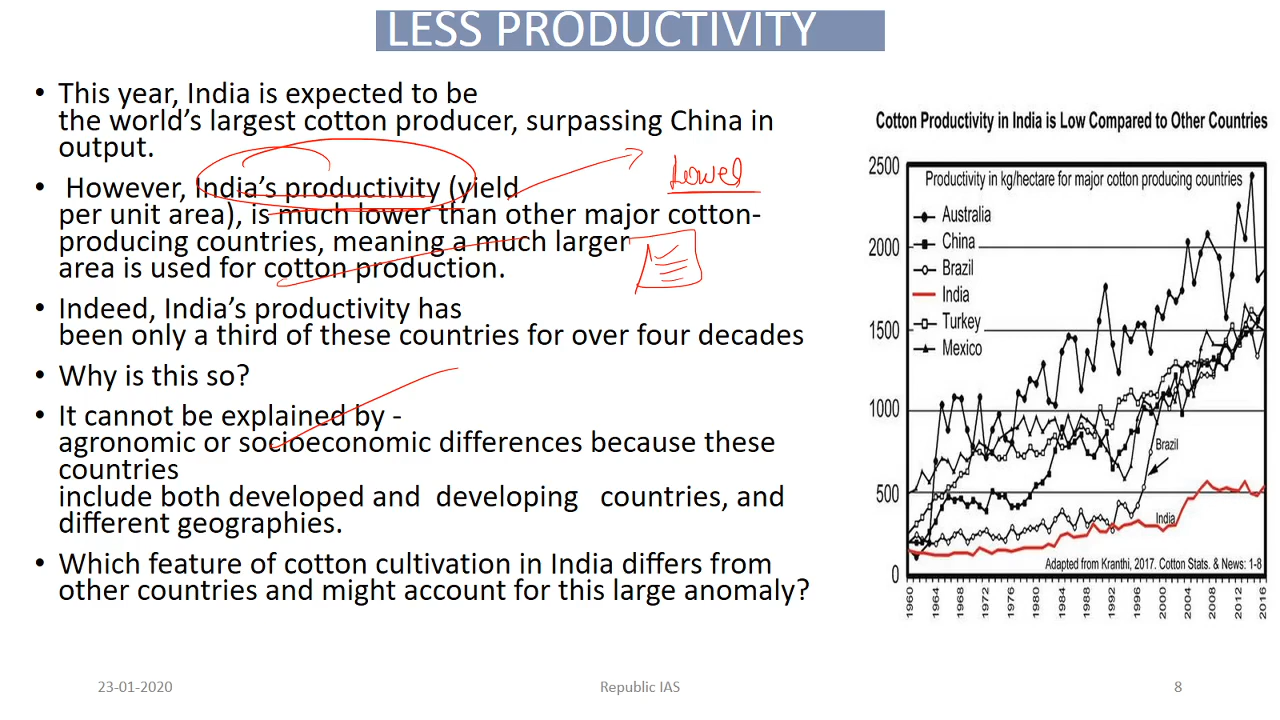 LESS PRODUCTIVITY
• This year, India is expected to be
the world's largest cotton producer, surpassing China in
output.
• However, India's productivity (yield
per unit area), is much lower than other major cotton-
producing countries, meaning a much larger
area is used for cotton production.
• Indeed, India's productivity has
been only a third of these countries for over four decades
• Why is this so?
• It cannot be explained by -
agronomic or socioeconomic differences because these
countries
include both developed and developing countries, and
different geographies.
• Which feature of cotton cultivation in India differs from
other countries and might account for this large anomaly?
Lowel
Cotton Productivity in India is Low Compared to Other Countries
Productivity in kg/hectare for major cotton producing countries
2500
2000
1500
1000
500
0
Australia
China
Brazil
India
Turkey
Mexico
Brazil
India
Adapted from Kranthi, 2017. Cotton Stats. & News: 1-8
1960 1964 1968 1972 1976 1980 1984 1988 1992 1996 2000 2004 2008 2012 2016
23-01-2020
Republic IAS
8